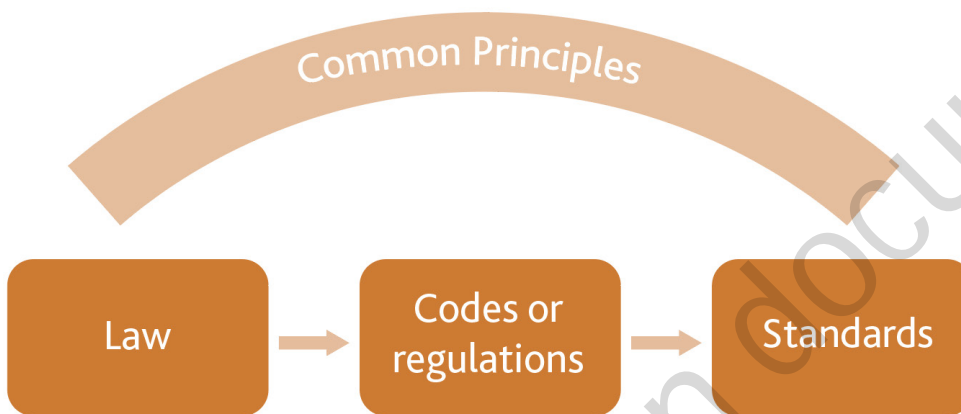 Common Principles
Law
Codes or
regulations
Standards